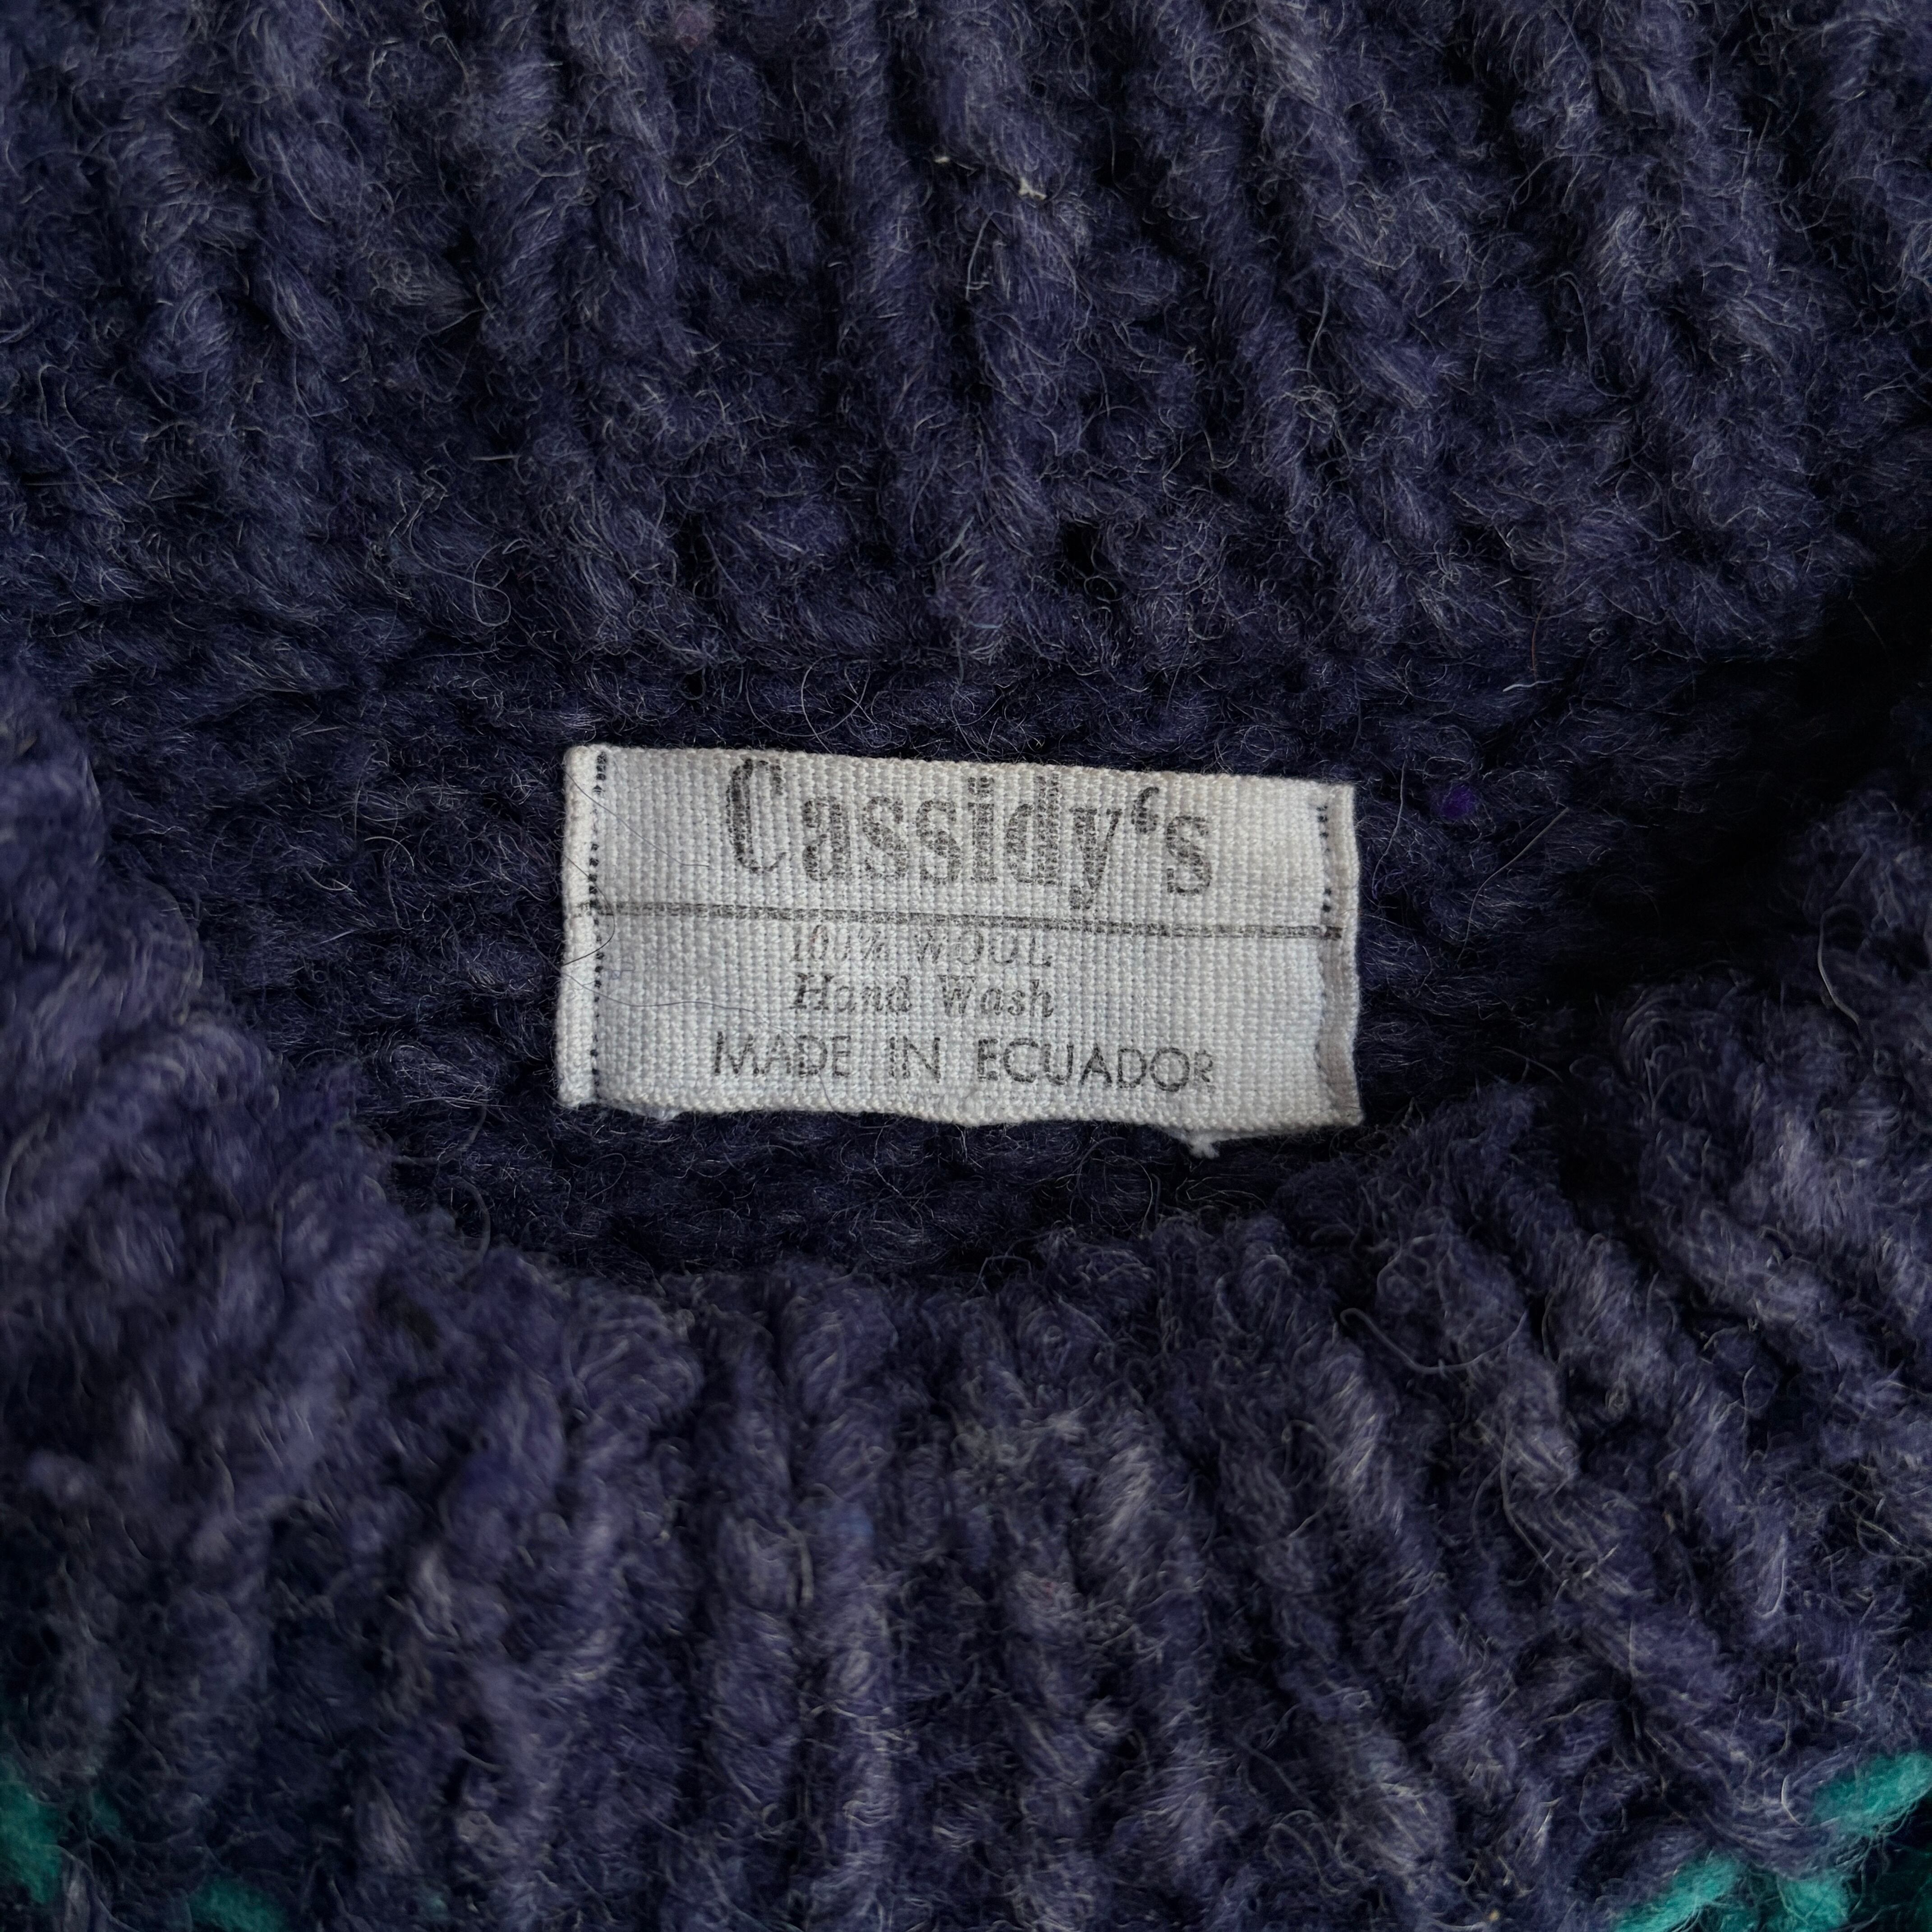 Cassidy‘s
100% WOOL
Hand Wash
MADE IN ECUADOR